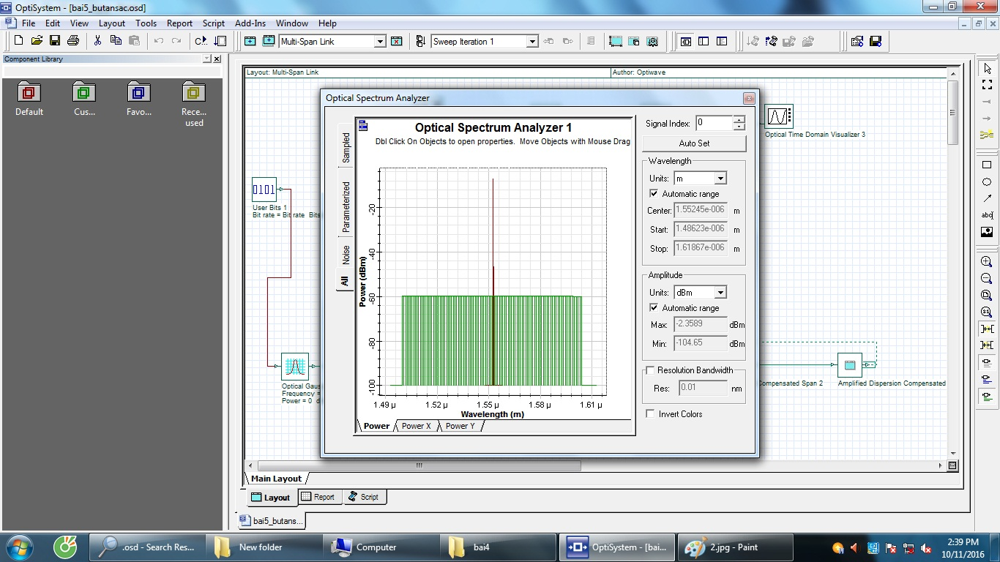 OptiSystem - [bai5_butansac.osd]
File Edit View Layout Tools Report Script Add-Ins Window Help
Multi-Span Link
Sweep Iteration 1
Component Library
Default
Cus...
Favo...
Rece...
used
Layout: Multi-Span Link
Author: Optiwave
Optical Spectrum Analyzer
Sampled
Parameterized
Noise
All
Optical Spectrum Analyzer 1
Dbl Click On Objects to open properties. Move Objects with Mouse Drag
Power (dBm)
-20
-40
-60
-80
-100
1.49 µ 1.52 µ 1.55 µ 1.58 µ 1.61 µ
Wavelength (m)
Power Power X Power Y
Signal Index: 0
Auto Set
Wavelength
Units: m
Automatic range
Center: 1.55245e-006 m
Start: 1.48623e-006 m
Stop: 1.61867e-006 m
Amplitude
Units: dBm
Automatic range
Max: -2.3589 dBm
Min: -104.65 dBm
Resolution Bandwidth
Res: 0.01 nm
Invert Colors
Optical Time Domain Visualizer 3
0101
User Bits 1
Bit rate = Bit rate Bits
Optical Gaus
Frequency =
Power = 0 d
Compensated Span 2
Amplified Dispersion Compensated
abc
Main Layout
Layout Report Script
bai5_butans...
.osd - Search Res...
New folder
Computer
bai4
OptiSystem - [bai...
2.jpg - Paint
2:39 PM
10/11/2016